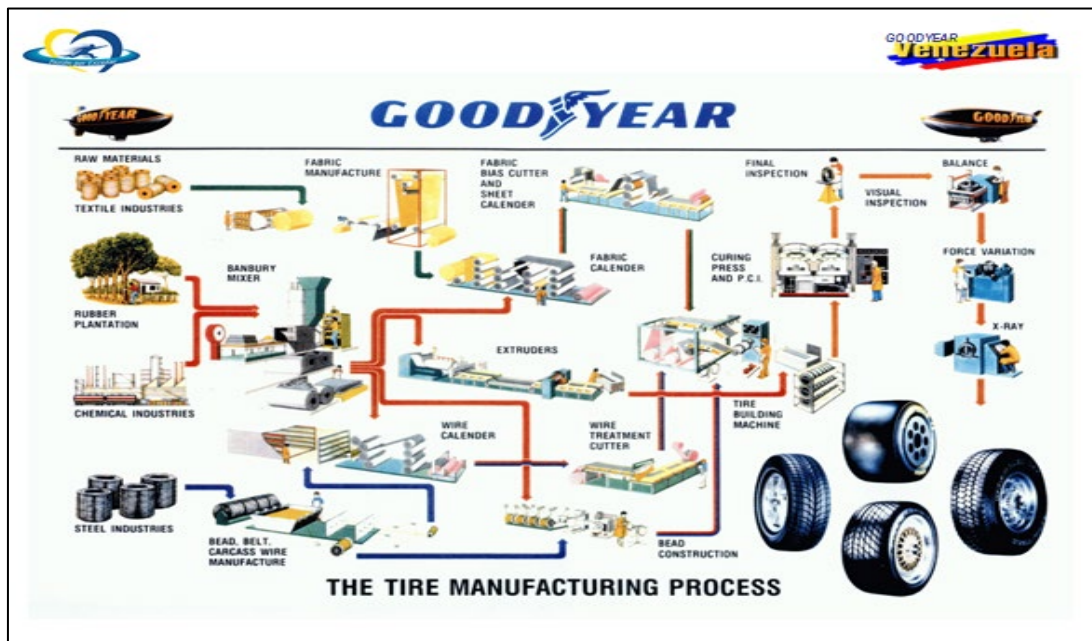 GOODYEAR
Venezuela
GOODYEAR
GOODYEAR
GOODYEAR
RAW MATERIALS
TEXTILE INDUSTRIES
FABRIC
MANUFACTURE
FABRIC
BIAS CUTTER
AND
SHEET
CALENDER
FINAL
INSPECTION
VISUAL
INSPECTION
BALANCE
RUBBER
PLANTATION
BANBURY
MIXER
FABRIC
CALENDER
CURING
PRESS
AND P.C.I.
FORCE VARIATION
X-RAY
CHEMICAL INDUSTRIES
EXTRUDERS
TIRE
BUILDING
MACHINE
WIRE
CALENDER
WIRE
TREATMENT
CUTTER
STEEL INDUSTRIES
BEAD, BELT,
CARCASS WIRE
MANUFACTURE
BEAD
CONSTRUCTION
THE TIRE MANUFACTURING PROCESS